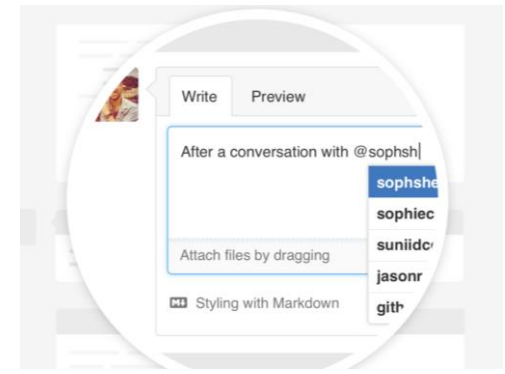 Write Preview
After a conversation with @sophsh
sophshe
sophiec
suniidc
jasonr
gith
Attach files by dragging
Styling with Markdown